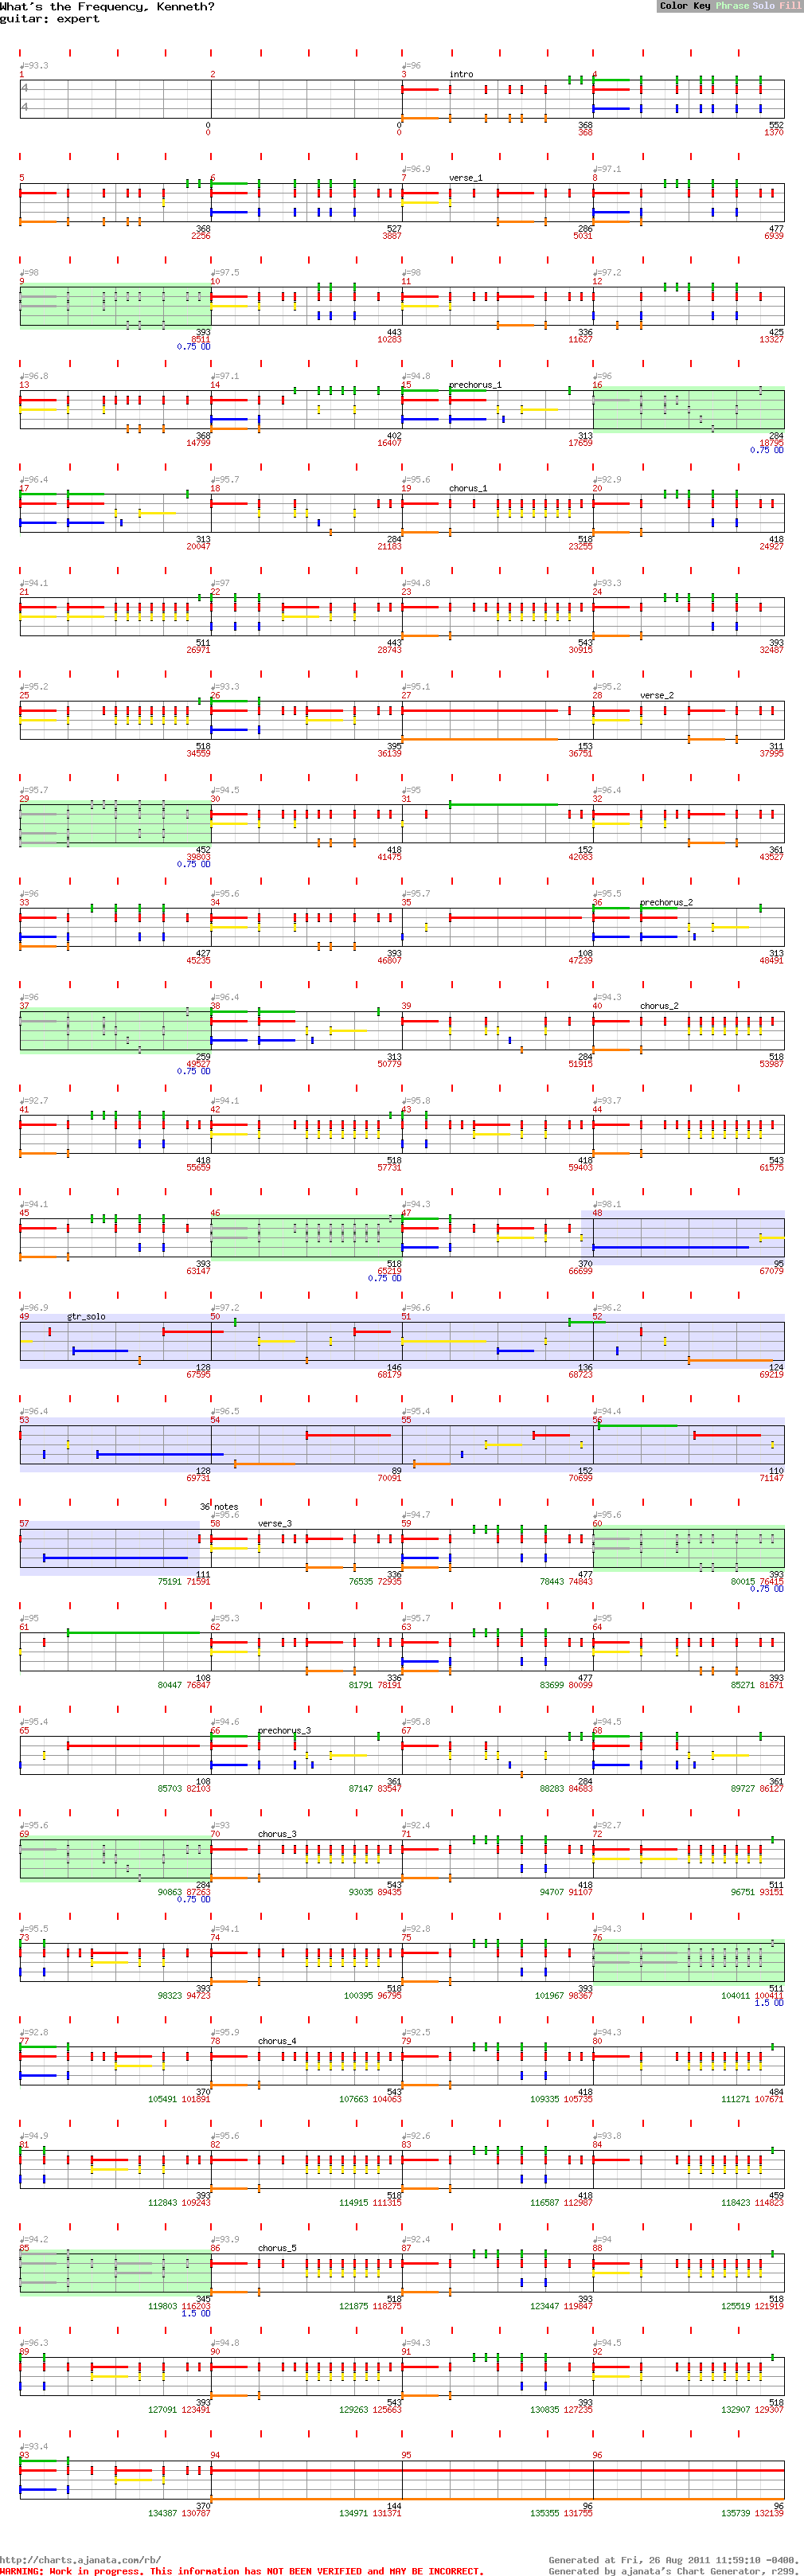 What's the Frequency, Kenneth?
Color Key Phrase Solo Fill
guitar: expert
♩=93.3 ♩=96
1 2 3 intro 4
4
4
0 0 368 552
0 0 368 1370
♩=96.9 ♩=97.1
5 6 7 verse_1 8
368 527 286 477
2256 3887 5031 6939
♩=98 ♩=97.5 ♩=98 ♩=97.2
9 10 11 12
393 443 336 425
8511 10283 11627 13327
0.75 OD
♩=96.8 ♩=97.1 ♩=94.8 ♩=96
13 14 15 prechorus_1 16
368 402 313 284
14799 16407 17659 18795
0.75 OD
♩=96.4 ♩=95.7 ♩=95.6 ♩=92.9
17 18 19 chorus_1 20
313 284 518 418
20047 21183 23255 24927
♩=94.1 ♩=97 ♩=94.8 ♩=93.3
21 22 23 24
511 443 543 393
26971 28743 30915 32487
♩=95.2 ♩=93.3 ♩=95.1 ♩=95.2
25 26 27 28 verse_2
518 395 153 311
34559 36139 36751 37995
♩=95.7 ♩=94.5 ♩=95 ♩=96.4
29 30 31 32
452 418 152 361
39803 41475 42083 43527
0.75 OD
♩=96 ♩=95.6 ♩=95.7 ♩=95.5
33 34 35 36 prechorus_2
427 393 108 313
45235 46807 47239 48491
♩=96 ♩=96.4 ♩=94.3
37 38 39 40 chorus_2
259 313 284 518
49527 50779 51915 53987
0.75 OD
♩=92.7 ♩=94.1 ♩=95.8 ♩=93.7
41 42 43 44
418 518 418 543
55659 57731 59403 61575
♩=94.1 ♩=94.3 ♩=98.1
45 46 47 48
393 518 370 95
63147 65219 66699 67079
0.75 OD
♩=96.9 ♩=97.2 ♩=96.6 ♩=96.2
49 gtr_solo 50 51 52
128 146 136 124
67595 68179 68723 69219
♩=96.4 ♩=96.5 ♩=95.4 ♩=94.4
53 54 55 56
128 89 152 110
69731 70091 70699 71147
36 notes
♩=95.6 ♩=94.7 ♩=95.6
57 58 verse_3 59 60
111 336 477 393
75191 71591 76535 72935 78443 74843 80015 76415
0.75 OD
♩=95 ♩=95.3 ♩=95.7 ♩=95
61 62 63 64
108 336 477 393
80447 76847 81791 78191 83699 80099 85271 81671
♩=95.4 ♩=94.6 ♩=95.8 ♩=94.5
65 66 prechorus_3 67 68
108 361 284 361
85703 82103 87147 83547 88283 84683 89727 86127
♩=95.6 ♩=93 ♩=92.4 ♩=92.7
69 70 chorus_3 71 72
284 543 418 511
90863 87263 93035 89435 94707 91107 96751 93151
0.75 OD
♩=95.5 ♩=94.1 ♩=92.8 ♩=94.3
73 74 75 76
393 518 393 511
98323 94723 100395 96795 101967 98367 104011 100411
1.5 OD
♩=92.8 ♩=95.9 ♩=92.5 ♩=94.3
77 78 chorus_4 79 80
370 543 418 484
105491 101891 107663 104063 109335 105735 111271 107671
♩=94.9 ♩=95.6 ♩=92.6 ♩=93.8
81 82 83 84
393 518 418 459
112843 109243 114915 111315 116587 112987 118423 114823
♩=94.2 ♩=93.9 ♩=92.4 ♩=94
85 86 chorus_5 87 88
345 518 393 518
119803 116203 121875 118275 123447 119847 125519 121919
1.5 OD
♩=96.3 ♩=94.8 ♩=94.3 ♩=94.5
89 90 91 92
393 543 393 518
127091 123491 129263 125663 130835 127235 132907 129307
♩=93.4
93 94 95 96
370 144 96 96
134387 130787 134971 131371 135355 131755 135739 132139
http://charts.ajanata.com/rb/
Generated at Fri, 26 Aug 2011 11:59:10 -0400.
WARNING: Work in progress. This information has NOT BEEN VERIFIED and MAY BE INCORRECT.
Generated by ajanata's Chart Generator, r299.